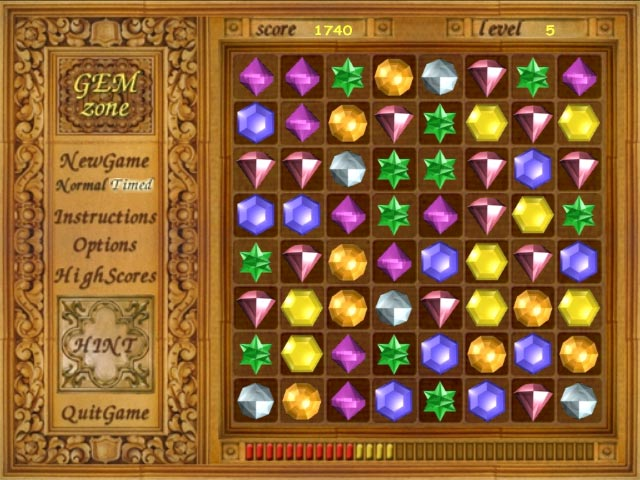 score 1740 level 5
GEM
zone
NewGame
Normal Timed
Instructions
Options
HighScores
HINT
QuitGame